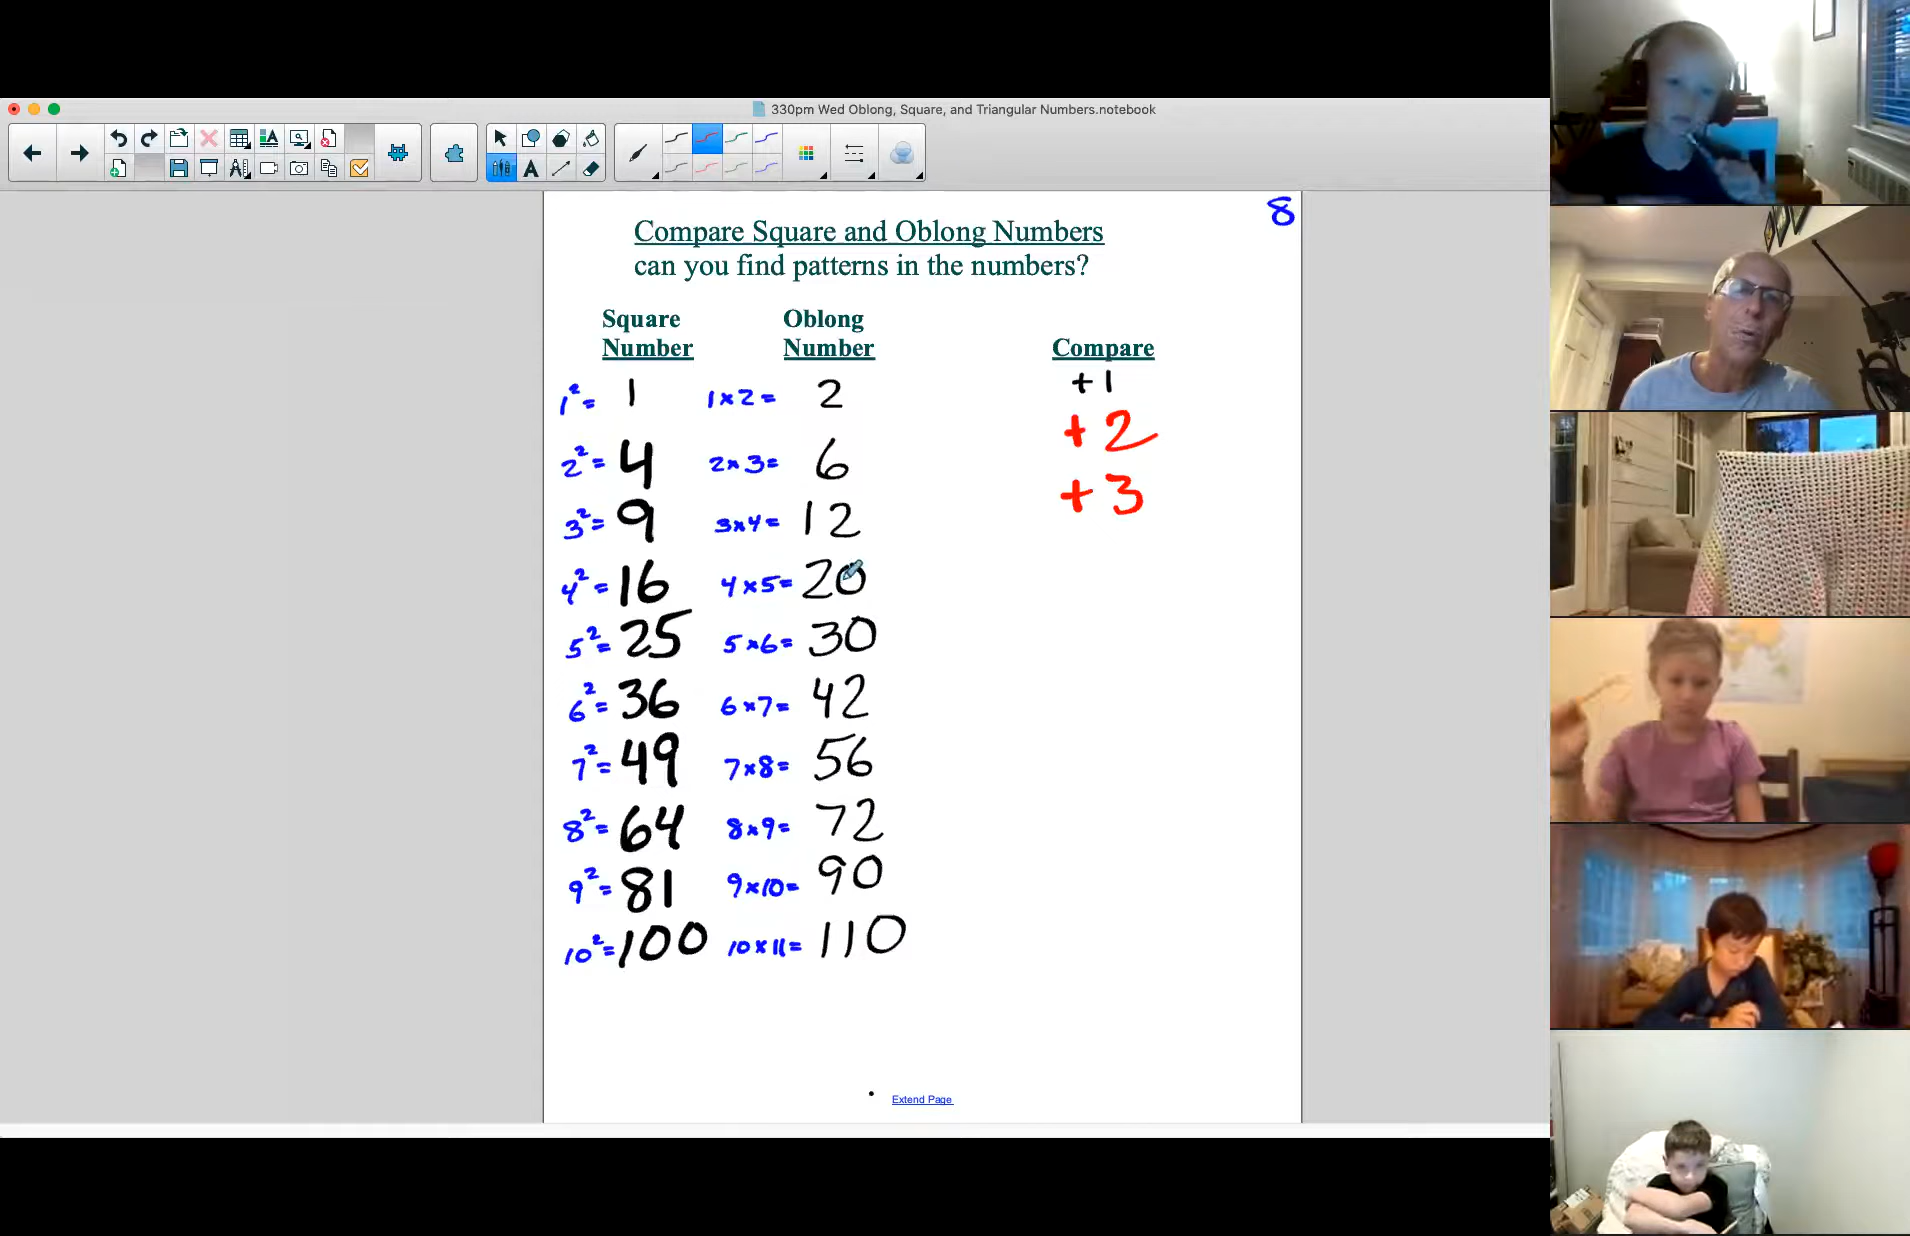 330pm Wed Oblong, Square, and Triangular Numbers.notebook
8
Compare Square and Oblong Numbers
can you find patterns in the numbers?
Square Number
Oblong Number
Compare
1² = 1 1 x 2 = 2 +1
2² = 4 2 x 3 = 6 +2
3² = 9 3 x 4 = 12 +3
4² = 16 4 x 5 = 20
5² = 25 5 x 6 = 30
6² = 36 6 x 7 = 42
7² = 49 7 x 8 = 56
8² = 64 8 x 9 = 72
9² = 81 9 x 10 = 90
10² = 100 10 x 11 = 110
Extend Page